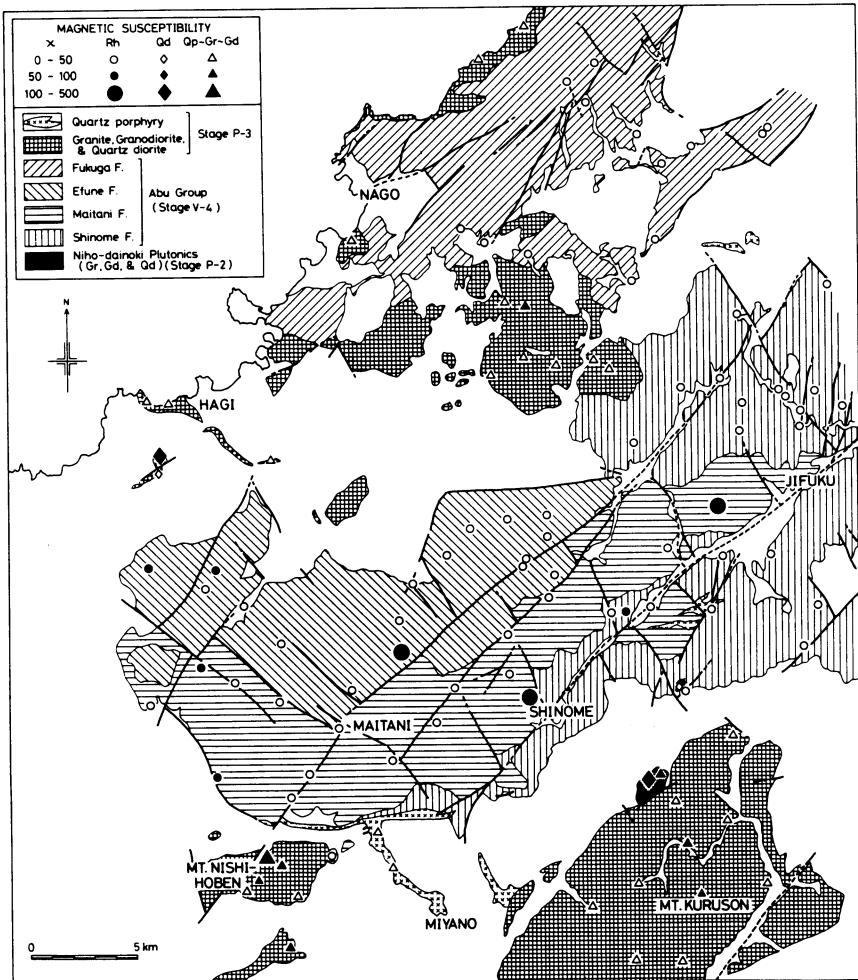 MAGNETIC SUSCEPTIBILITY
χ Rh Qd Qp~Gr~Gd
0 - 50
50 - 100
100 - 500
Quartz porphyry
Granite, Granodiorite, & Quartz diorite
Stage P-3
Fukuga F.
Efune F.
Maitani F.
Shinome F.
Abu Group
(Stage V-4)
Niho-dainoki Plutonics
(Gr, Gd, & Qd) (Stage P-2)
N
NAGO
HAGI
JIFUKU
SHINOME
MAITANI
MT. NISHI-
HOBEN
MIYANO
MT. KURUSON
0 5 km